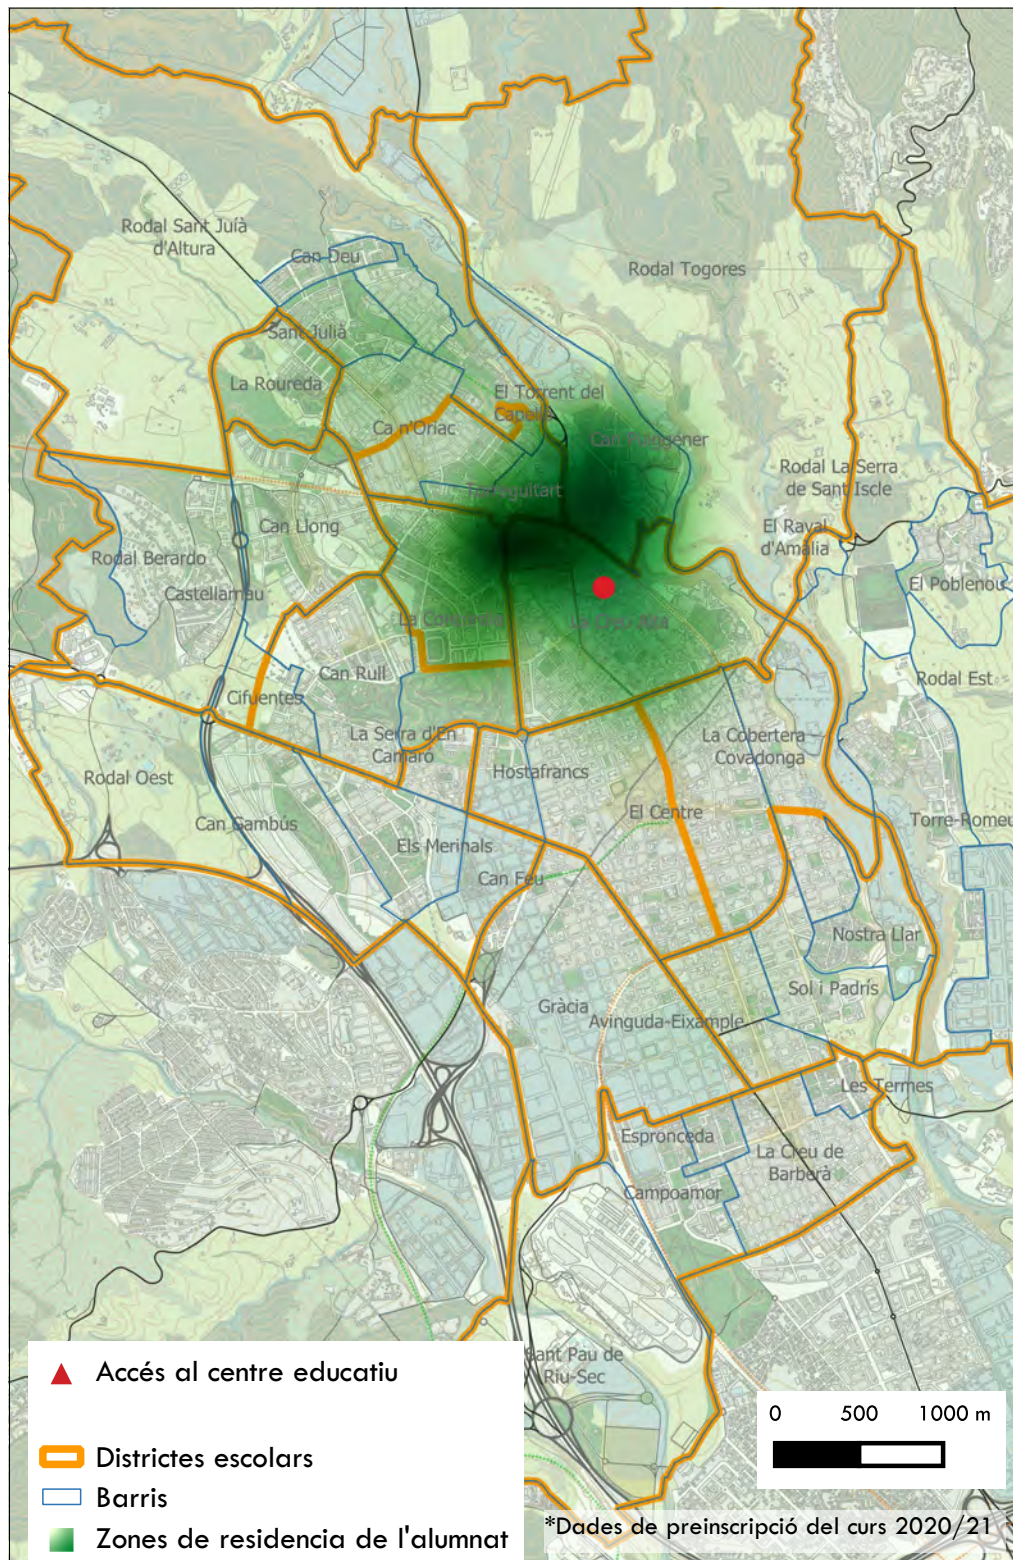 Rodal Sant Juíà
d'Altura
Can Deu
Rodal Togores
Sant Julià
La Roureda
El Torrent del
Capellà
Ca n'Oriac
Can Puiggener
Torreguitart
Rodal La Serra
de Sant Iscle
Can Llong
El Raval
d'Amàlia
Rodal Berardo
El Poblenou
Castellarnau
La Concòrdia
La Creu Alta
Can Rull
Rodal Est
Cifuentes
La Serra d'En
Camaró
La Cobertera
Covadonga
Rodal Oest
Hostafrancs
El Centre
Can Gambús
Torre-Romeu
Els Merinals
Can Feu
Nostra Llar
Sol i Padrís
Gràcia
Avinguda-Eixample
Les Termes
Espronceda
La Creu de
Barberà
Campoamor
Sant Pau de
Riu-Sec
Accés al centre educatiu
Districtes escolars
Barris
Zones de residencia de l'alumnat
0 500 1000 m
*Dades de preinscripció del curs 2020/21